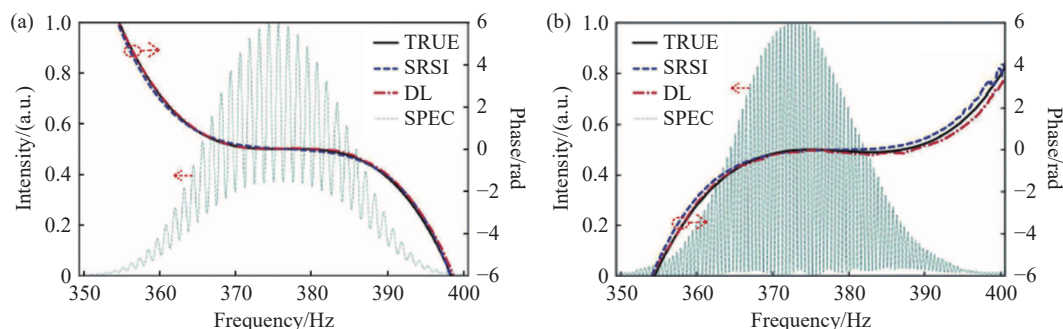 (a)
1.0
0.8
0.6
0.4
0.2
0
Intensity/(a.u.)
TRUE
SRSI
DL
SPEC
6
4
2
0
−2
−4
−6
Phase/rad
350 360 370 380 390 400
Frequency/Hz
(b)
1.0
0.8
0.6
0.4
0.2
0
Intensity/(a.u.)
TRUE
SRSI
DL
SPEC
6
4
2
0
−2
−4
−6
Phase/rad
350 360 370 380 390 400
Frequency/Hz